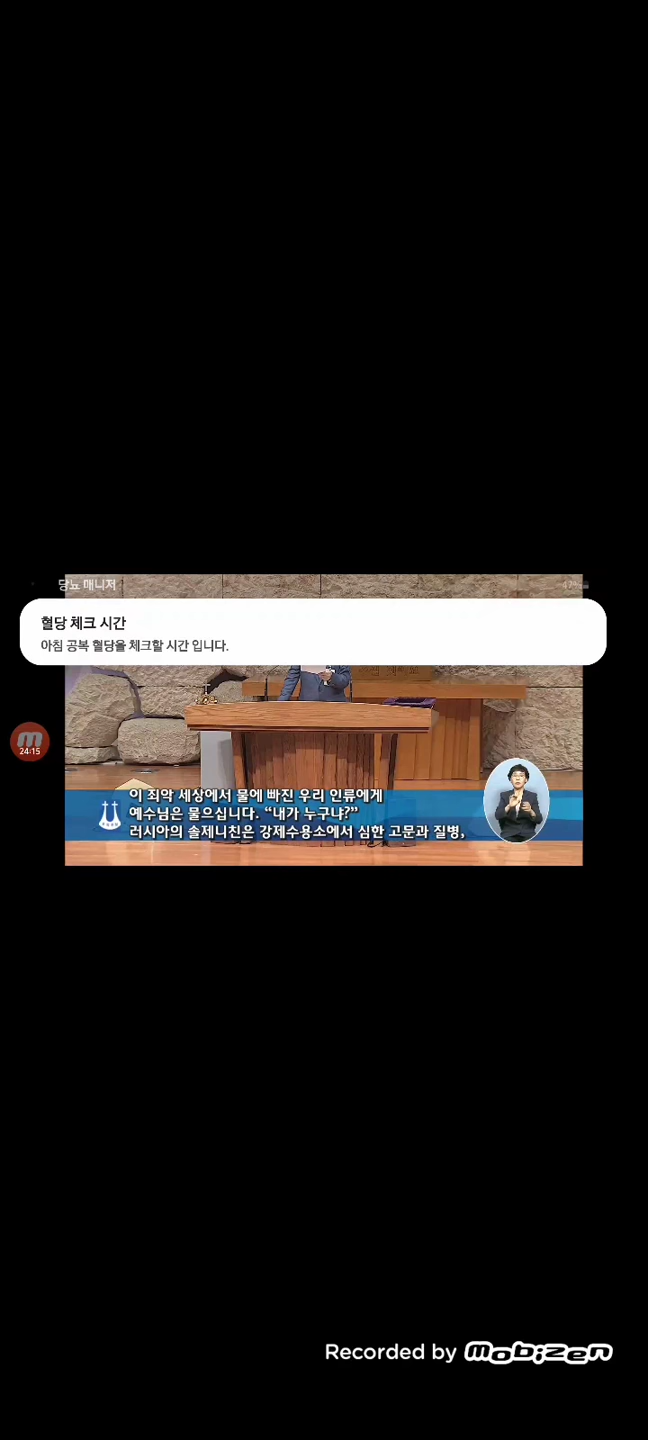 당뇨 매니저
47%
혈당 체크 시간
아침 공복 혈당을 체크할 시간 입니다.
24:15
이 죄악 세상에서 물에 빠진 우리 인류에게
예수님은 물으십니다. “내가 누구냐?”
러시아의 솔제니친은 강제수용소에서 심한 고문과 질병,
Recorded by mobizen